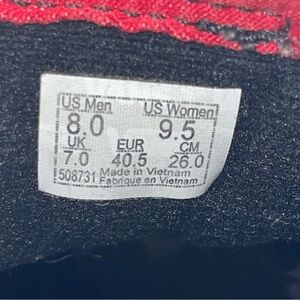 US Men US Women
8.0 9.5
UK EUR CM
7.0 40.5 26.0
508731 Made in Vietnam
Fabrique en Vietnam